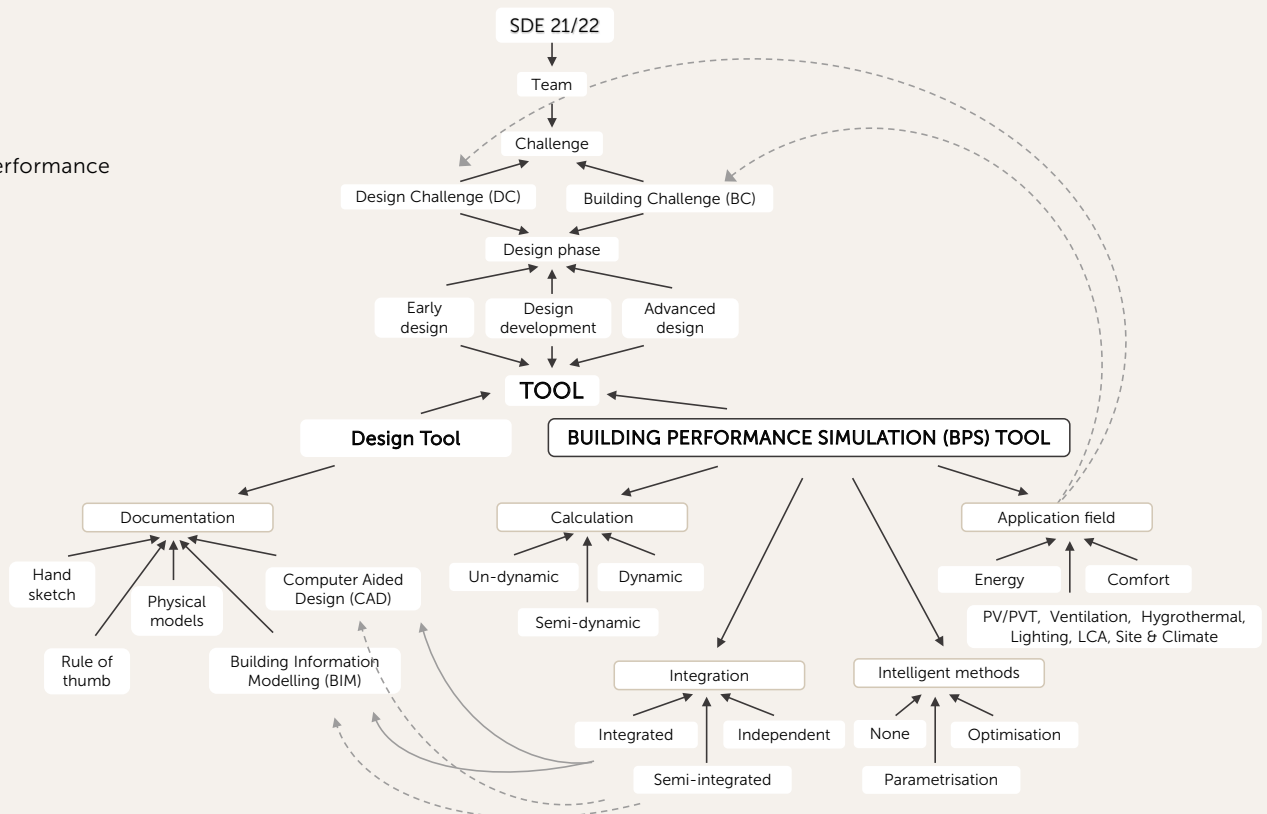 SDE 21/22
Team
Challenge
erformance
Design Challenge (DC)
Building Challenge (BC)
Design phase
Early
design
Design
development
Advanced
design
TOOL
Design Tool
BUILDING PERFORMANCE SIMULATION (BPS) TOOL
Documentation
Calculation
Application field
Hand
sketch
Physical
models
Computer Aided
Design (CAD)
Rule of
thumb
Building Information
Modelling (BIM)
Un-dynamic
Dynamic
Semi-dynamic
Energy
Comfort
PV/PVT, Ventilation, Hygrothermal,
Lighting, LCA, Site & Climate
Integration
Intelligent methods
Integrated
Independent
Semi-integrated
None
Optimisation
Parametrisation